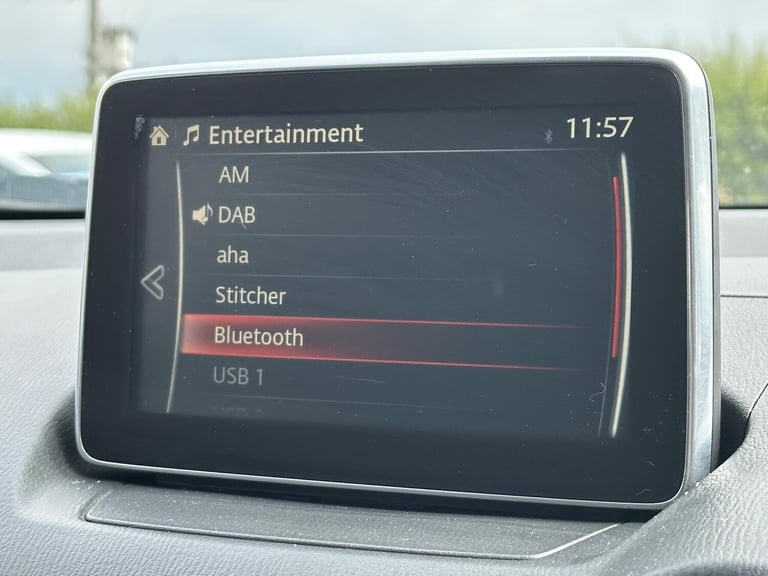 Entertainment 11:57
AM
DAB
aha
Stitcher
Bluetooth
USB 1